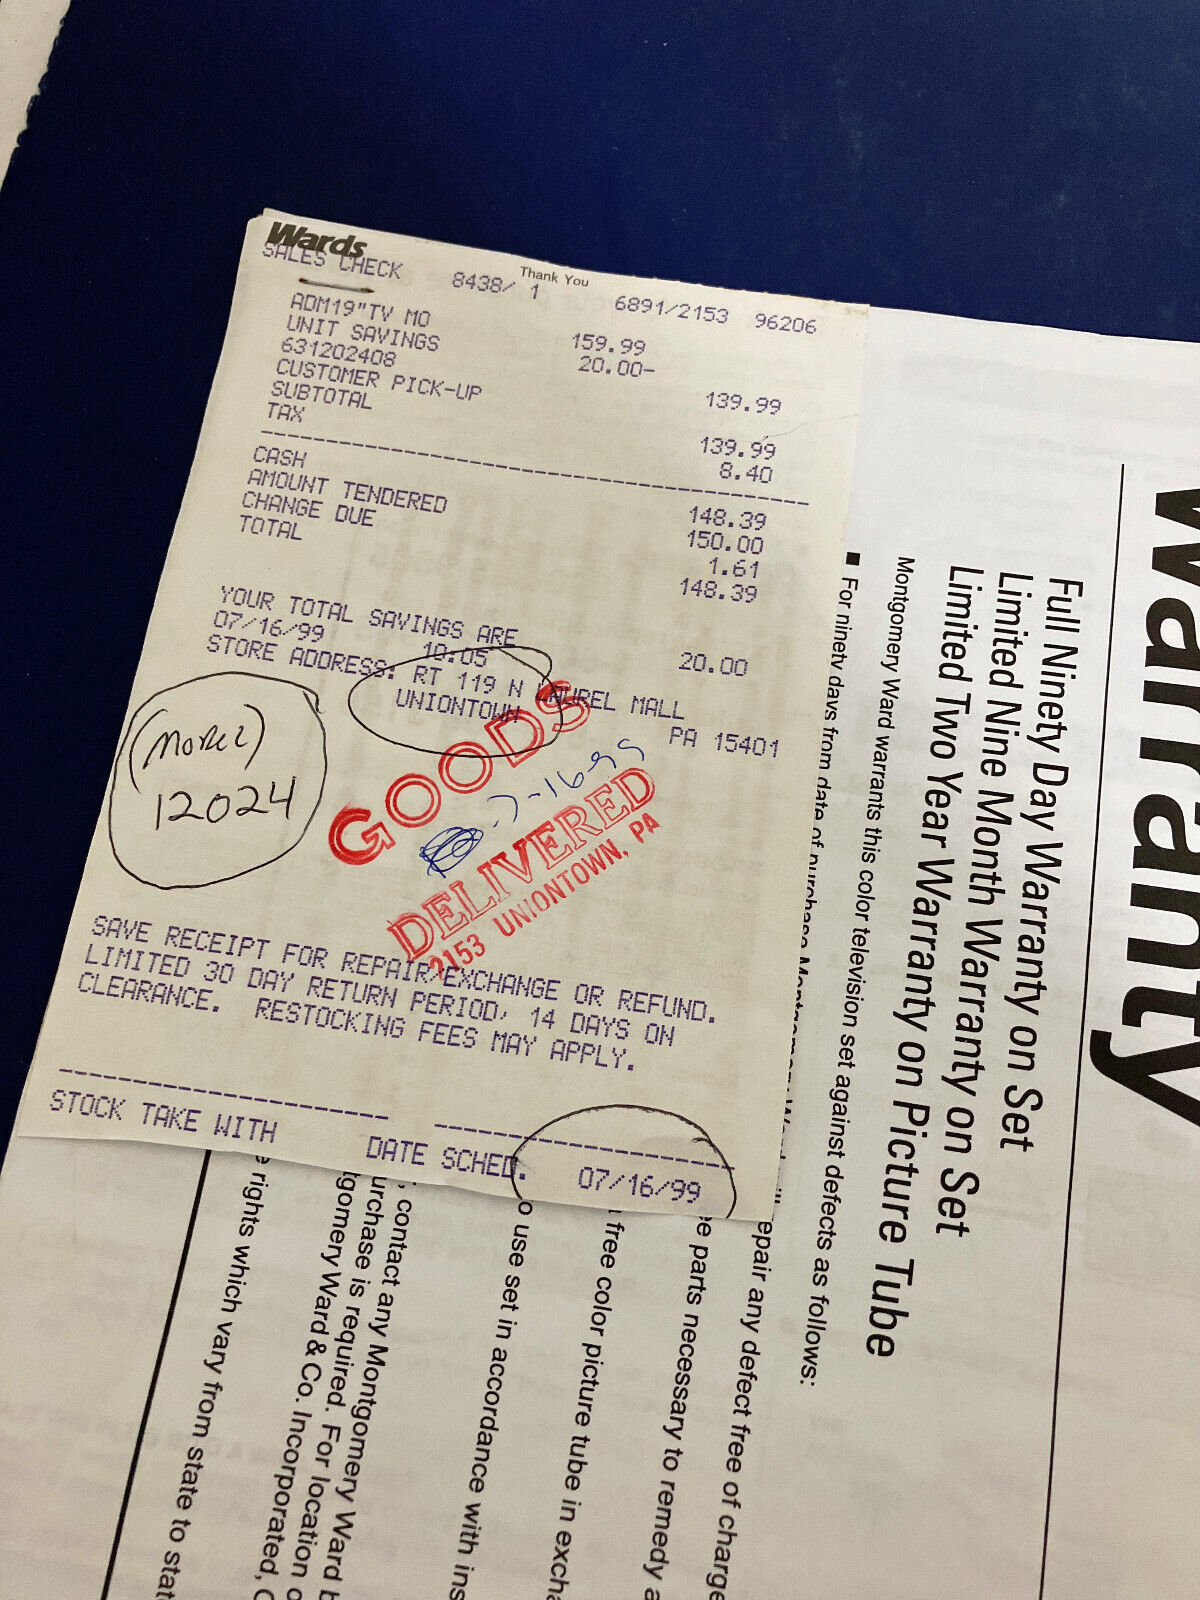 Wards
SALES CHECK 8438/ 1 Thank You 6891/2153 96206
ADM19"TV MO 159.99
UNIT SAVINGS 20.00-
631202408
CUSTOMER PICK-UP 139.99
SUBTOTAL 139.99
TAX 8.40
CASH 148.39
AMOUNT TENDERED 150.00
CHANGE DUE 1.61
TOTAL 148.39
YOUR TOTAL SAVINGS ARE 20.00
07/16/99 10:05
STORE ADDRESS: RT 119 N LAUREL MALL
UNIONTOWN PA 15401
(MODEL)
12024
GOODS
7-16-99
DELIVERED
2153 UNIONTOWN, PA
SAVE RECEIPT FOR REPAIR/EXCHANGE OR REFUND.
LIMITED 30 DAY RETURN PERIOD, 14 DAYS ON
CLEARANCE. RESTOCKING FEES MAY APPLY.
STOCK TAKE WITH DATE SCHED. 07/16/99
Warranty
Full Ninety Day Warranty on Set
Limited Nine Month Warranty on Set
Limited Two Year Warranty on Picture Tube
Montgomery Ward warrants this color television set against defects as follows:
■ For ninety days from date of purchase Montgomery Ward will repair any defect free of charge
parts necessary to remedy
free color picture tube in
use set in accordance with
, contact any Montgomery Ward
purchase is required. For location
Montgomery Ward & Co. Incorporated,
rights which vary from state to